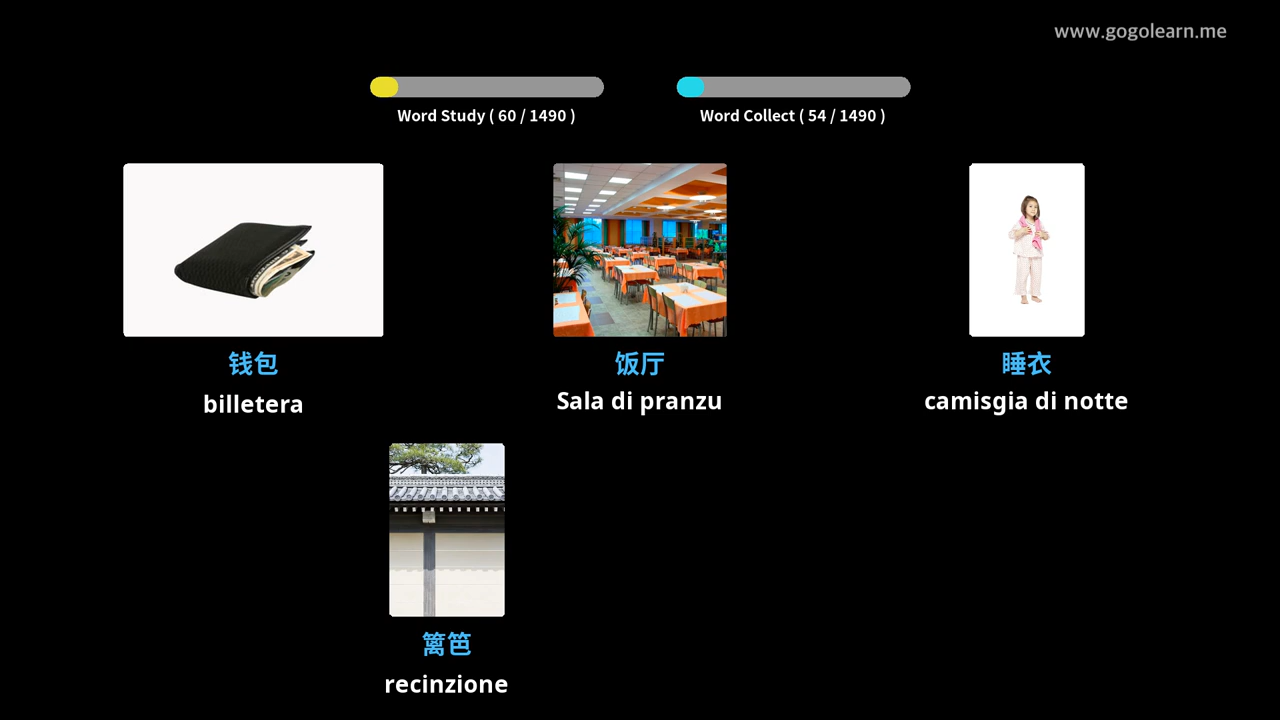 www.gogolearn.me
Word Study ( 60 / 1490 )
Word Collect ( 54 / 1490 )
钱包
billetera
饭厅
Sala di pranzu
睡衣
camisgia di notte
篱笆
recinzione